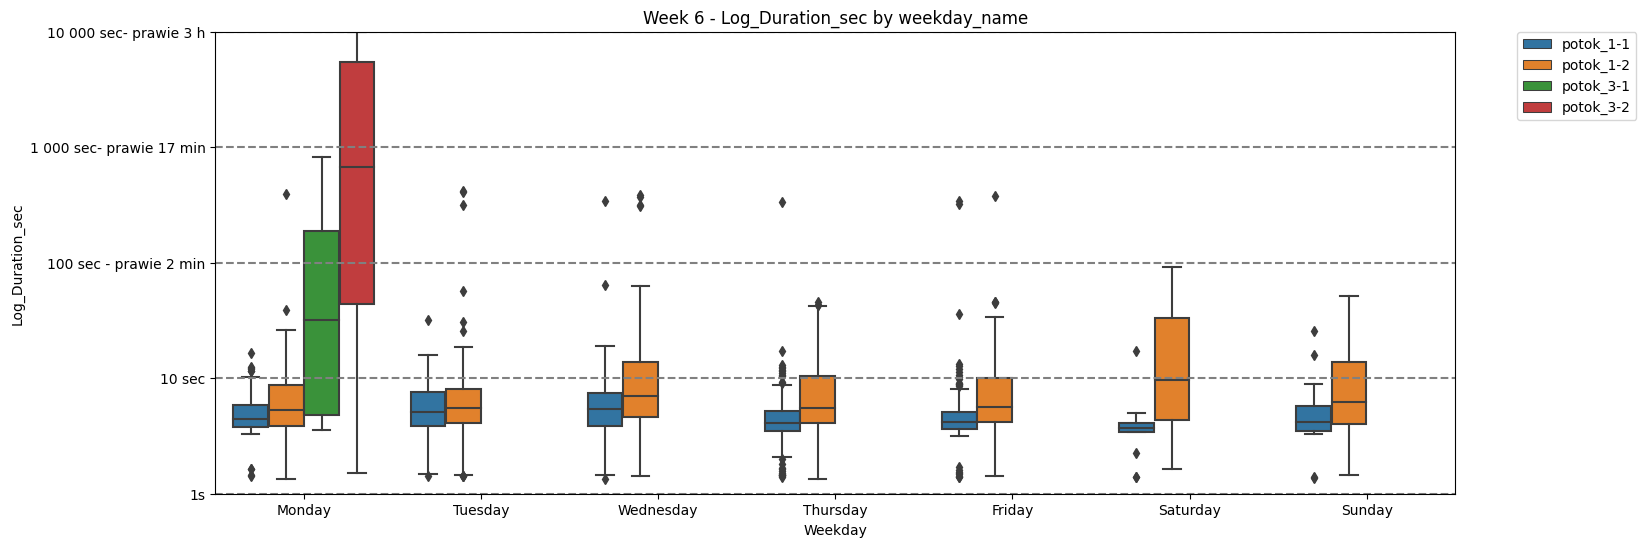 Week 6 - Log_Duration_sec by weekday_name
10 000 sec- prawie 3 h
1 000 sec- prawie 17 min
100 sec - prawie 2 min
10 sec
1s
Log_Duration_sec
Monday
Tuesday
Wednesday
Thursday
Friday
Saturday
Sunday
Weekday
potok_1-1
potok_1-2
potok_3-1
potok_3-2